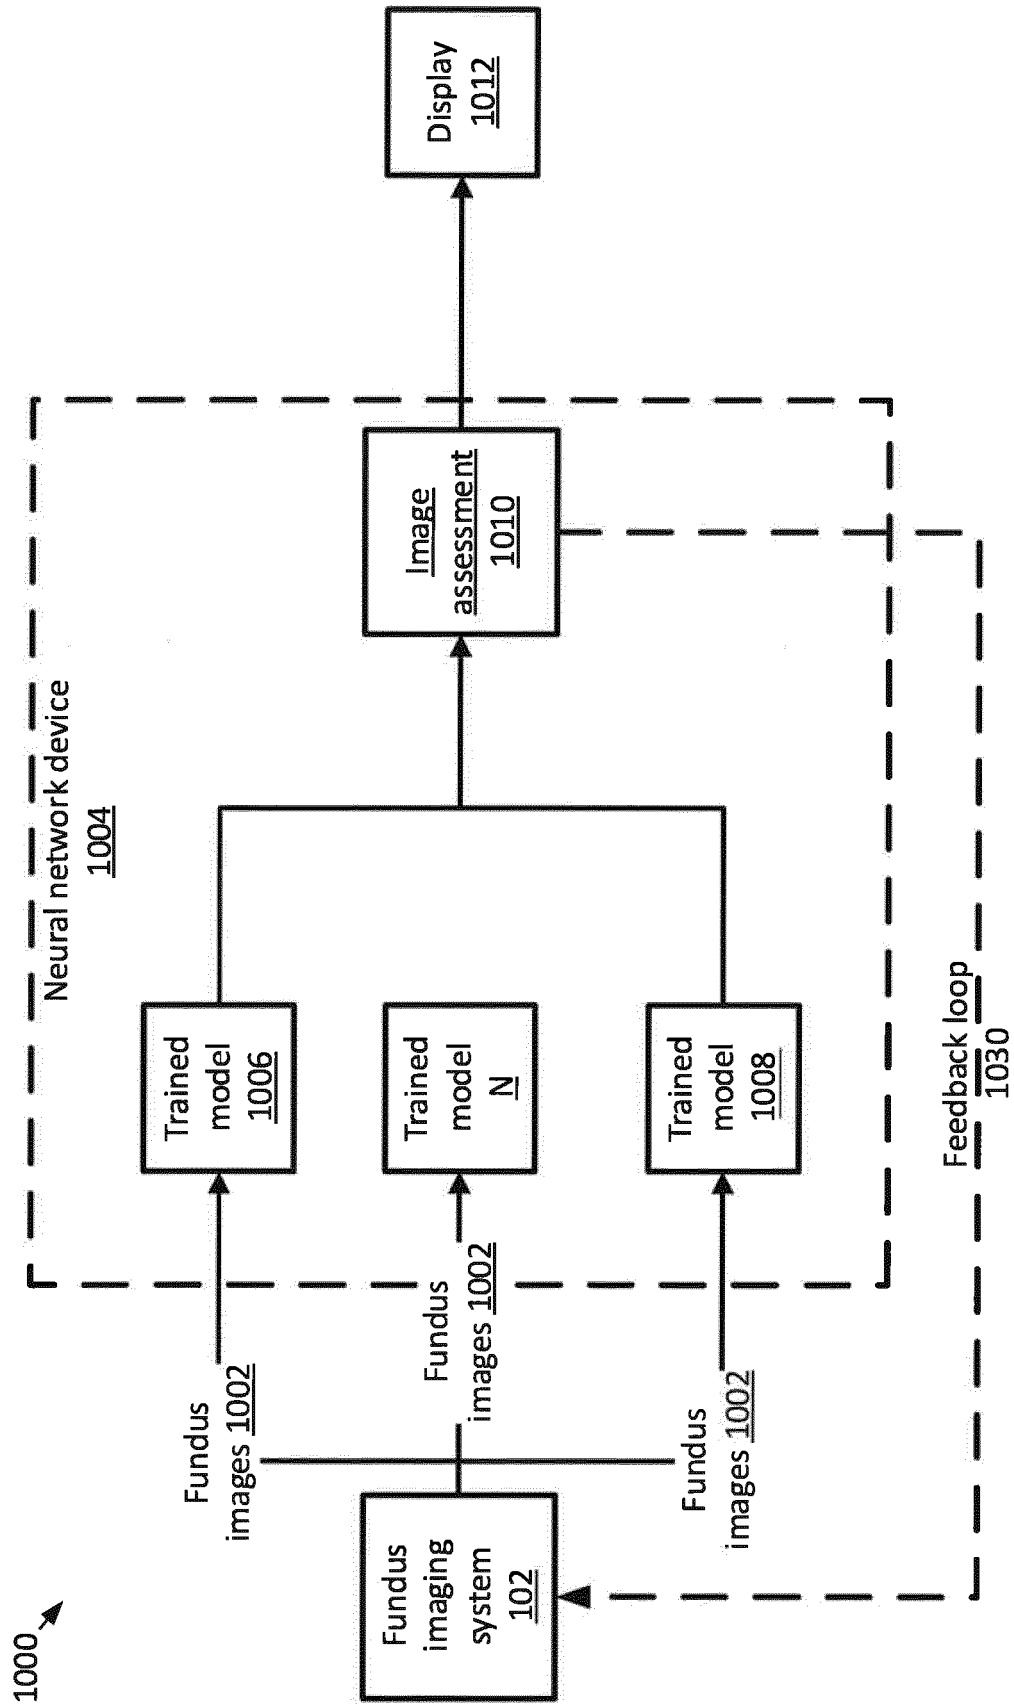 1000
Fundus
imaging
system
102
Fundus
images 1002
Fundus
images 1002
Fundus
images 1002
Neural network device
1004
Trained
model
1006
Trained
model
N
Trained
model
1008
Image
assessment
1010
Display
1012
Feedback loop
1030